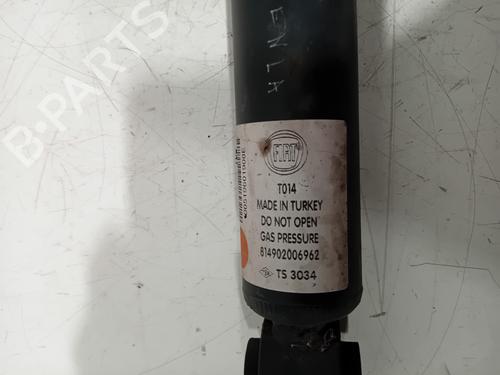 B-PARTS
FIAT
T014
MADE IN TURKEY
DO NOT OPEN
GAS PRESSURE
814902006962
TS 3034